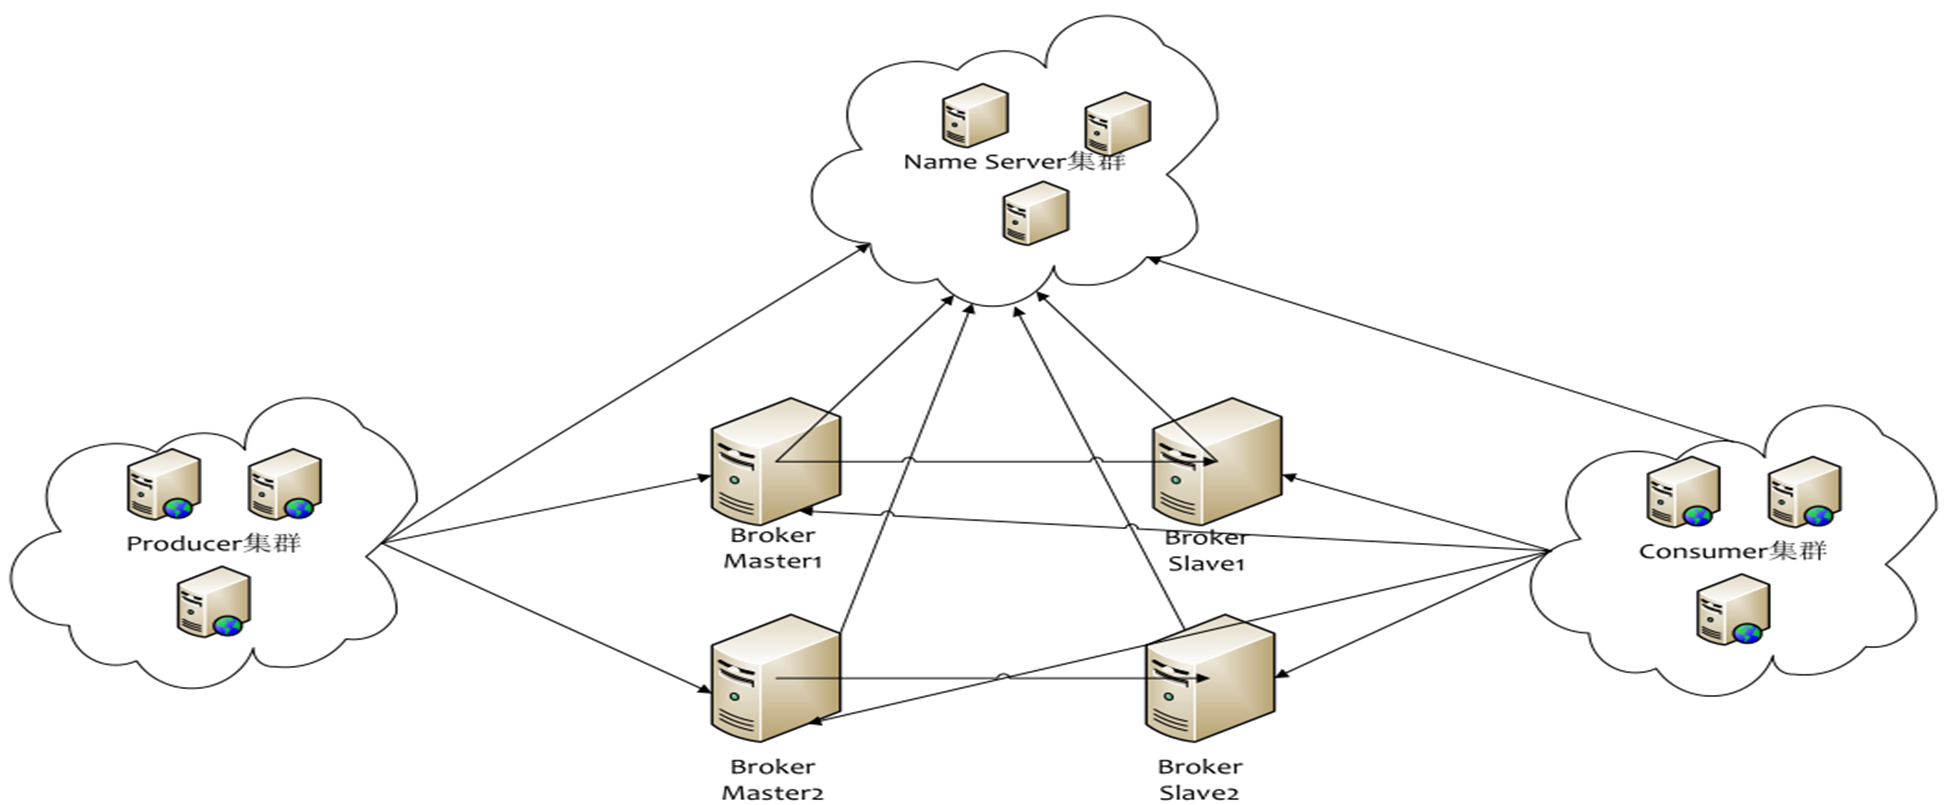 Name Server集群
Producer集群
Broker
Master1
Broker
Slave1
Consumer集群
Broker
Master2
Broker
Slave2